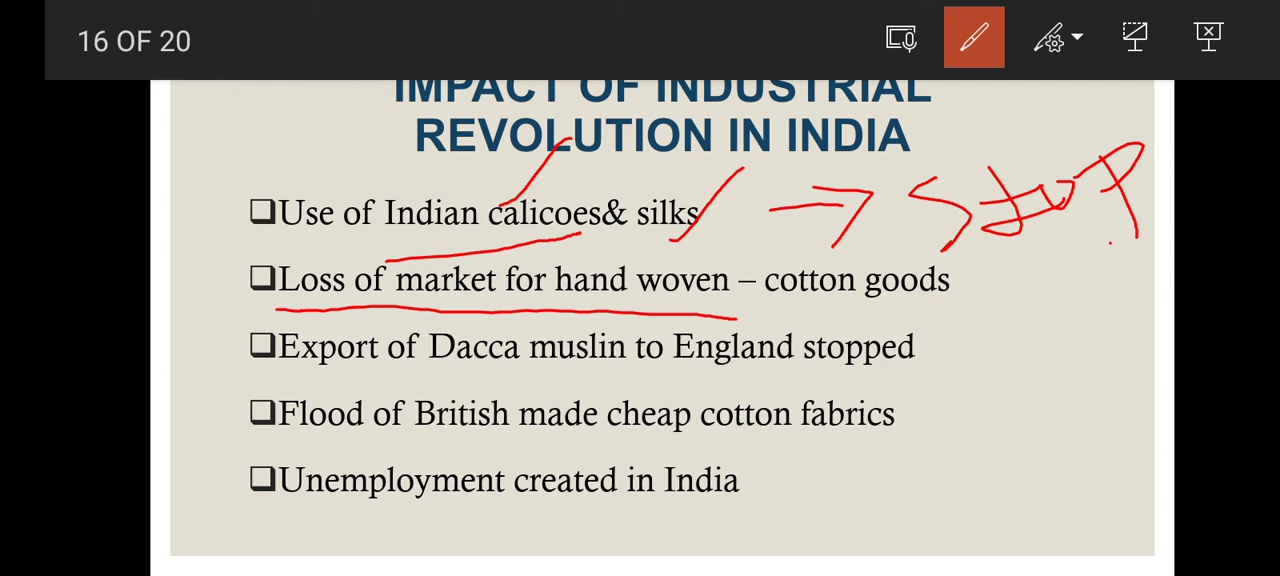 16 OF 20
IMPACT OF INDUSTRIAL
REVOLUTION IN INDIA
❑Use of Indian calicoes& silks → StoP
❑Loss of market for hand woven – cotton goods
❑Export of Dacca muslin to England stopped
❑Flood of British made cheap cotton fabrics
❑Unemployment created in India